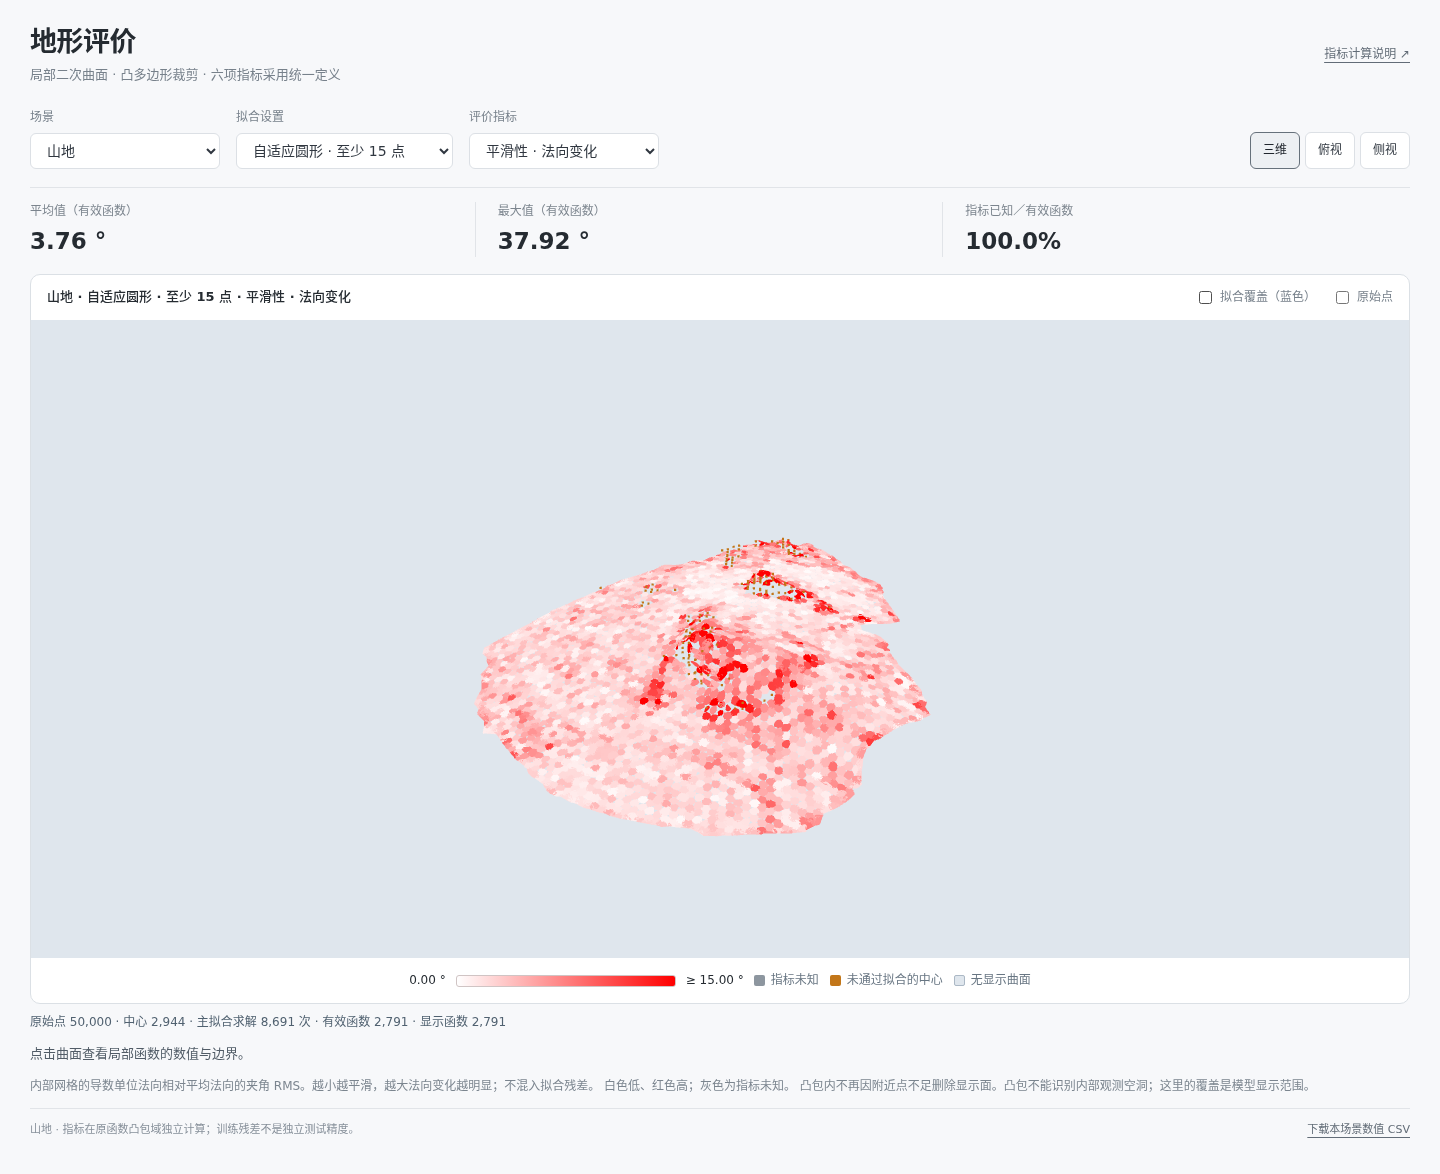 地形评价
局部二次曲面 · 凸多边形裁剪 · 六项指标采用统一定义
指标计算说明 ↗
场景
拟合设置
评价指标
山地
自适应圆形 · 至少 15 点
平滑性 · 法向变化
三维
俯视
侧视
平均值（有效函数）
最大值（有效函数）
指标已知／有效函数
3.76 °
37.92 °
100.0%
山地 · 自适应圆形 · 至少 15 点 · 平滑性 · 法向变化
拟合覆盖（蓝色）
原始点
0.00 °
≥ 15.00 °
指标未知
未通过拟合的中心
无显示曲面
原始点 50,000 · 中心 2,944 · 主拟合求解 8,691 次 · 有效函数 2,791 · 显示函数 2,791
点击曲面查看局部函数的数值与边界。
内部网格的导数单位法向相对平均法向的夹角 RMS。越小越平滑，越大法向变化越明显；不混入拟合残差。 白色低、红色高；灰色为指标未知。 凸包内不再因附近点不足删除显示面。凸包不能识别内部观测空洞；这里的覆盖是模型显示范围。
山地 · 指标在原函数凸包域独立计算；训练残差不是独立测试精度。
下载本场景数值 CSV